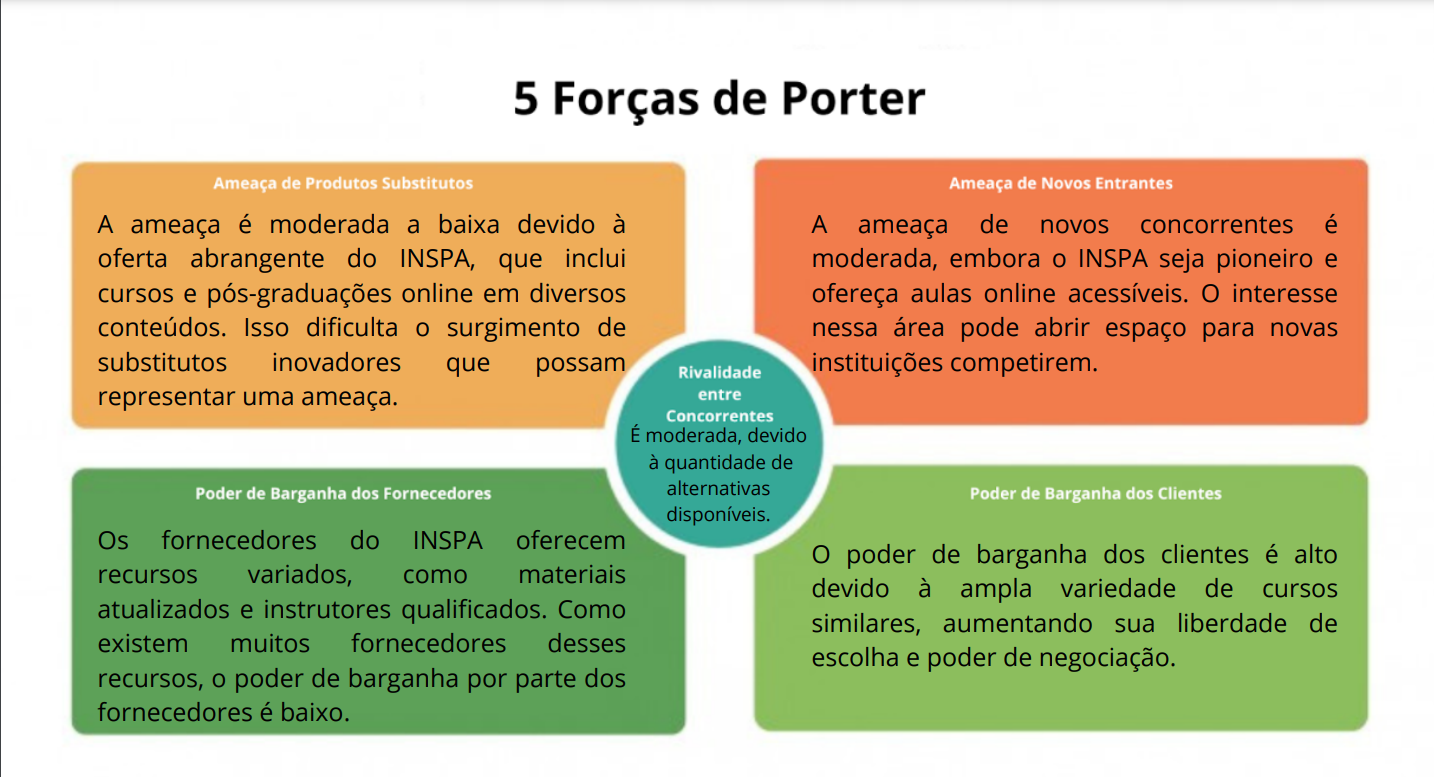 5 Forças de Porter
Ameaça de Produtos Substitutos
A ameaça é moderada a baixa devido à
oferta abrangente do INSPA, que inclui
cursos e pós-graduações online em diversos
conteúdos. Isso dificulta o surgimento de
substitutos inovadores que possam
representar uma ameaça.
Ameaça de Novos Entrantes
A ameaça de novos concorrentes é
moderada, embora o INSPA seja pioneiro e
ofereça aulas online acessíveis. O interesse
nessa área pode abrir espaço para novas
instituições competirem.
Rivalidade
entre
Concorrentes
É moderada, devido
à quantidade de
alternativas
disponíveis.
Poder de Barganha dos Fornecedores
Os fornecedores do INSPA oferecem
recursos variados, como materiais
atualizados e instrutores qualificados. Como
existem muitos fornecedores desses
recursos, o poder de barganha por parte dos
fornecedores é baixo.
Poder de Barganha dos Clientes
O poder de barganha dos clientes é alto
devido à ampla variedade de cursos
similares, aumentando sua liberdade de
escolha e poder de negociação.